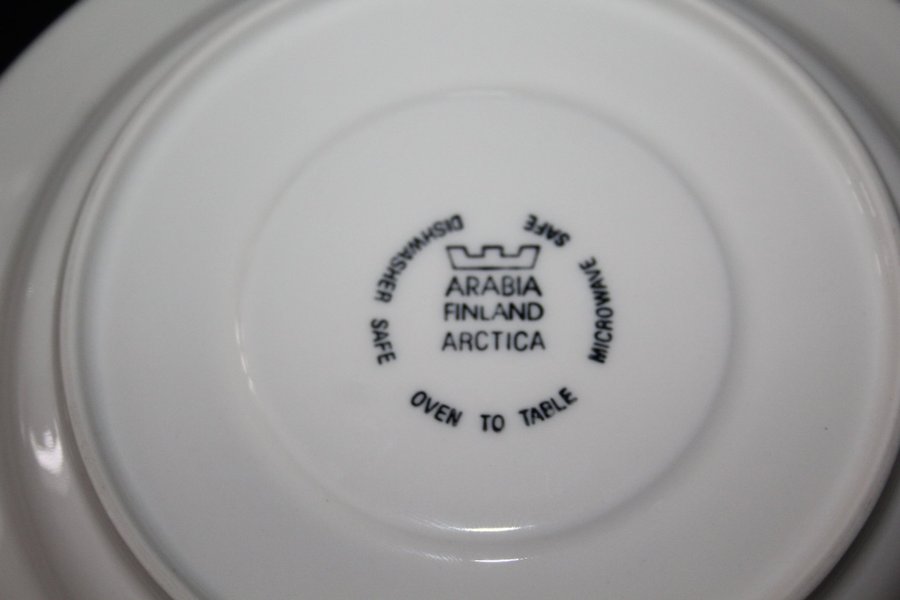 ARABIA
FINLAND
ARCTICA
DISHWASHER SAFE
OVEN TO TABLE
MICROWAVE SAFE